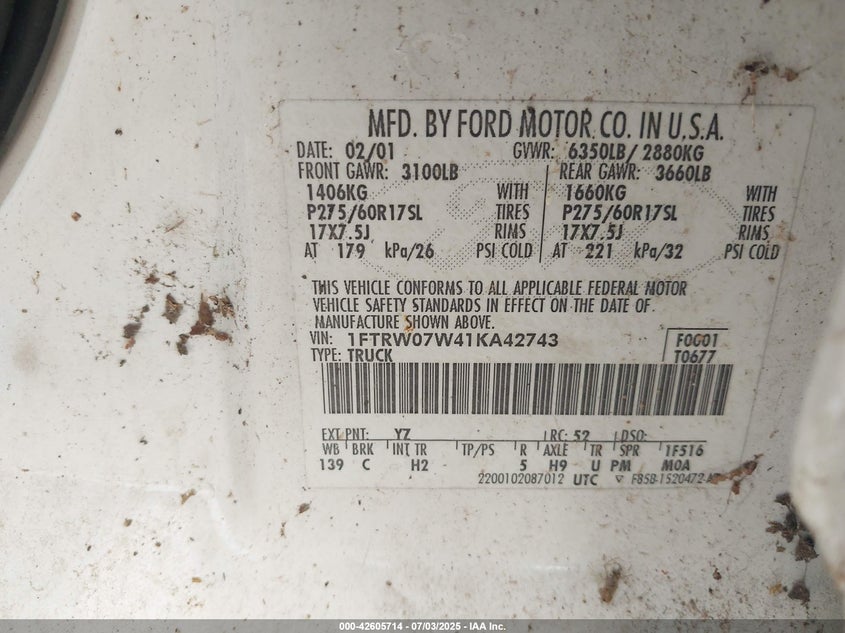 MFD. BY FORD MOTOR CO. IN U.S.A.
DATE: 02/01 GVWR: 6350LB/ 2880KG
FRONT GAWR: 3100LB REAR GAWR: 3660LB
1406KG WITH 1660KG WITH
P275/60R17SL TIRES P275/60R17SL TIRES
17X7.5J RIMS 17X7.5J RIMS
AT 179 kPa/26 PSI COLD AT 221 kPa/32 PSI COLD
THIS VEHICLE CONFORMS TO ALL APPLICABLE FEDERAL MOTOR
VEHICLE SAFETY STANDARDS IN EFFECT ON THE DATE OF
MANUFACTURE SHOWN ABOVE.
VIN: 1FTRW07W41KA42743 F0C01
TYPE: TRUCK T0677
EXT PNT: YZ RC: 52 DSO:
WB BRK INT TR TP/PS R AXLE TR SPR 1F516
139 C H2 5 H9 U PM M0A
2200102087012 UTC F85B-1520472-
000-42605714 - 07/03/2025 - IAA Inc.